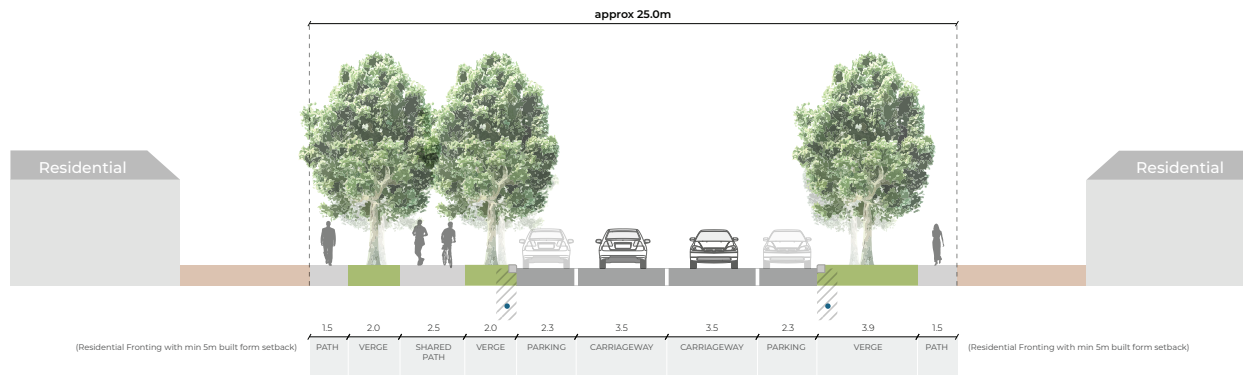 approx 25.0m
Residential
Residential
1.5 2.0 2.5 2.0 2.3 3.5 3.5 2.3 3.9 1.5
(Residential Fronting with min 5m built form setback)
PATH
VERGE
SHARED
PATH
VERGE
PARKING
CARRIAGEWAY
CARRIAGEWAY
PARKING
VERGE
PATH
(Residential Fronting with min 5m built form setback)